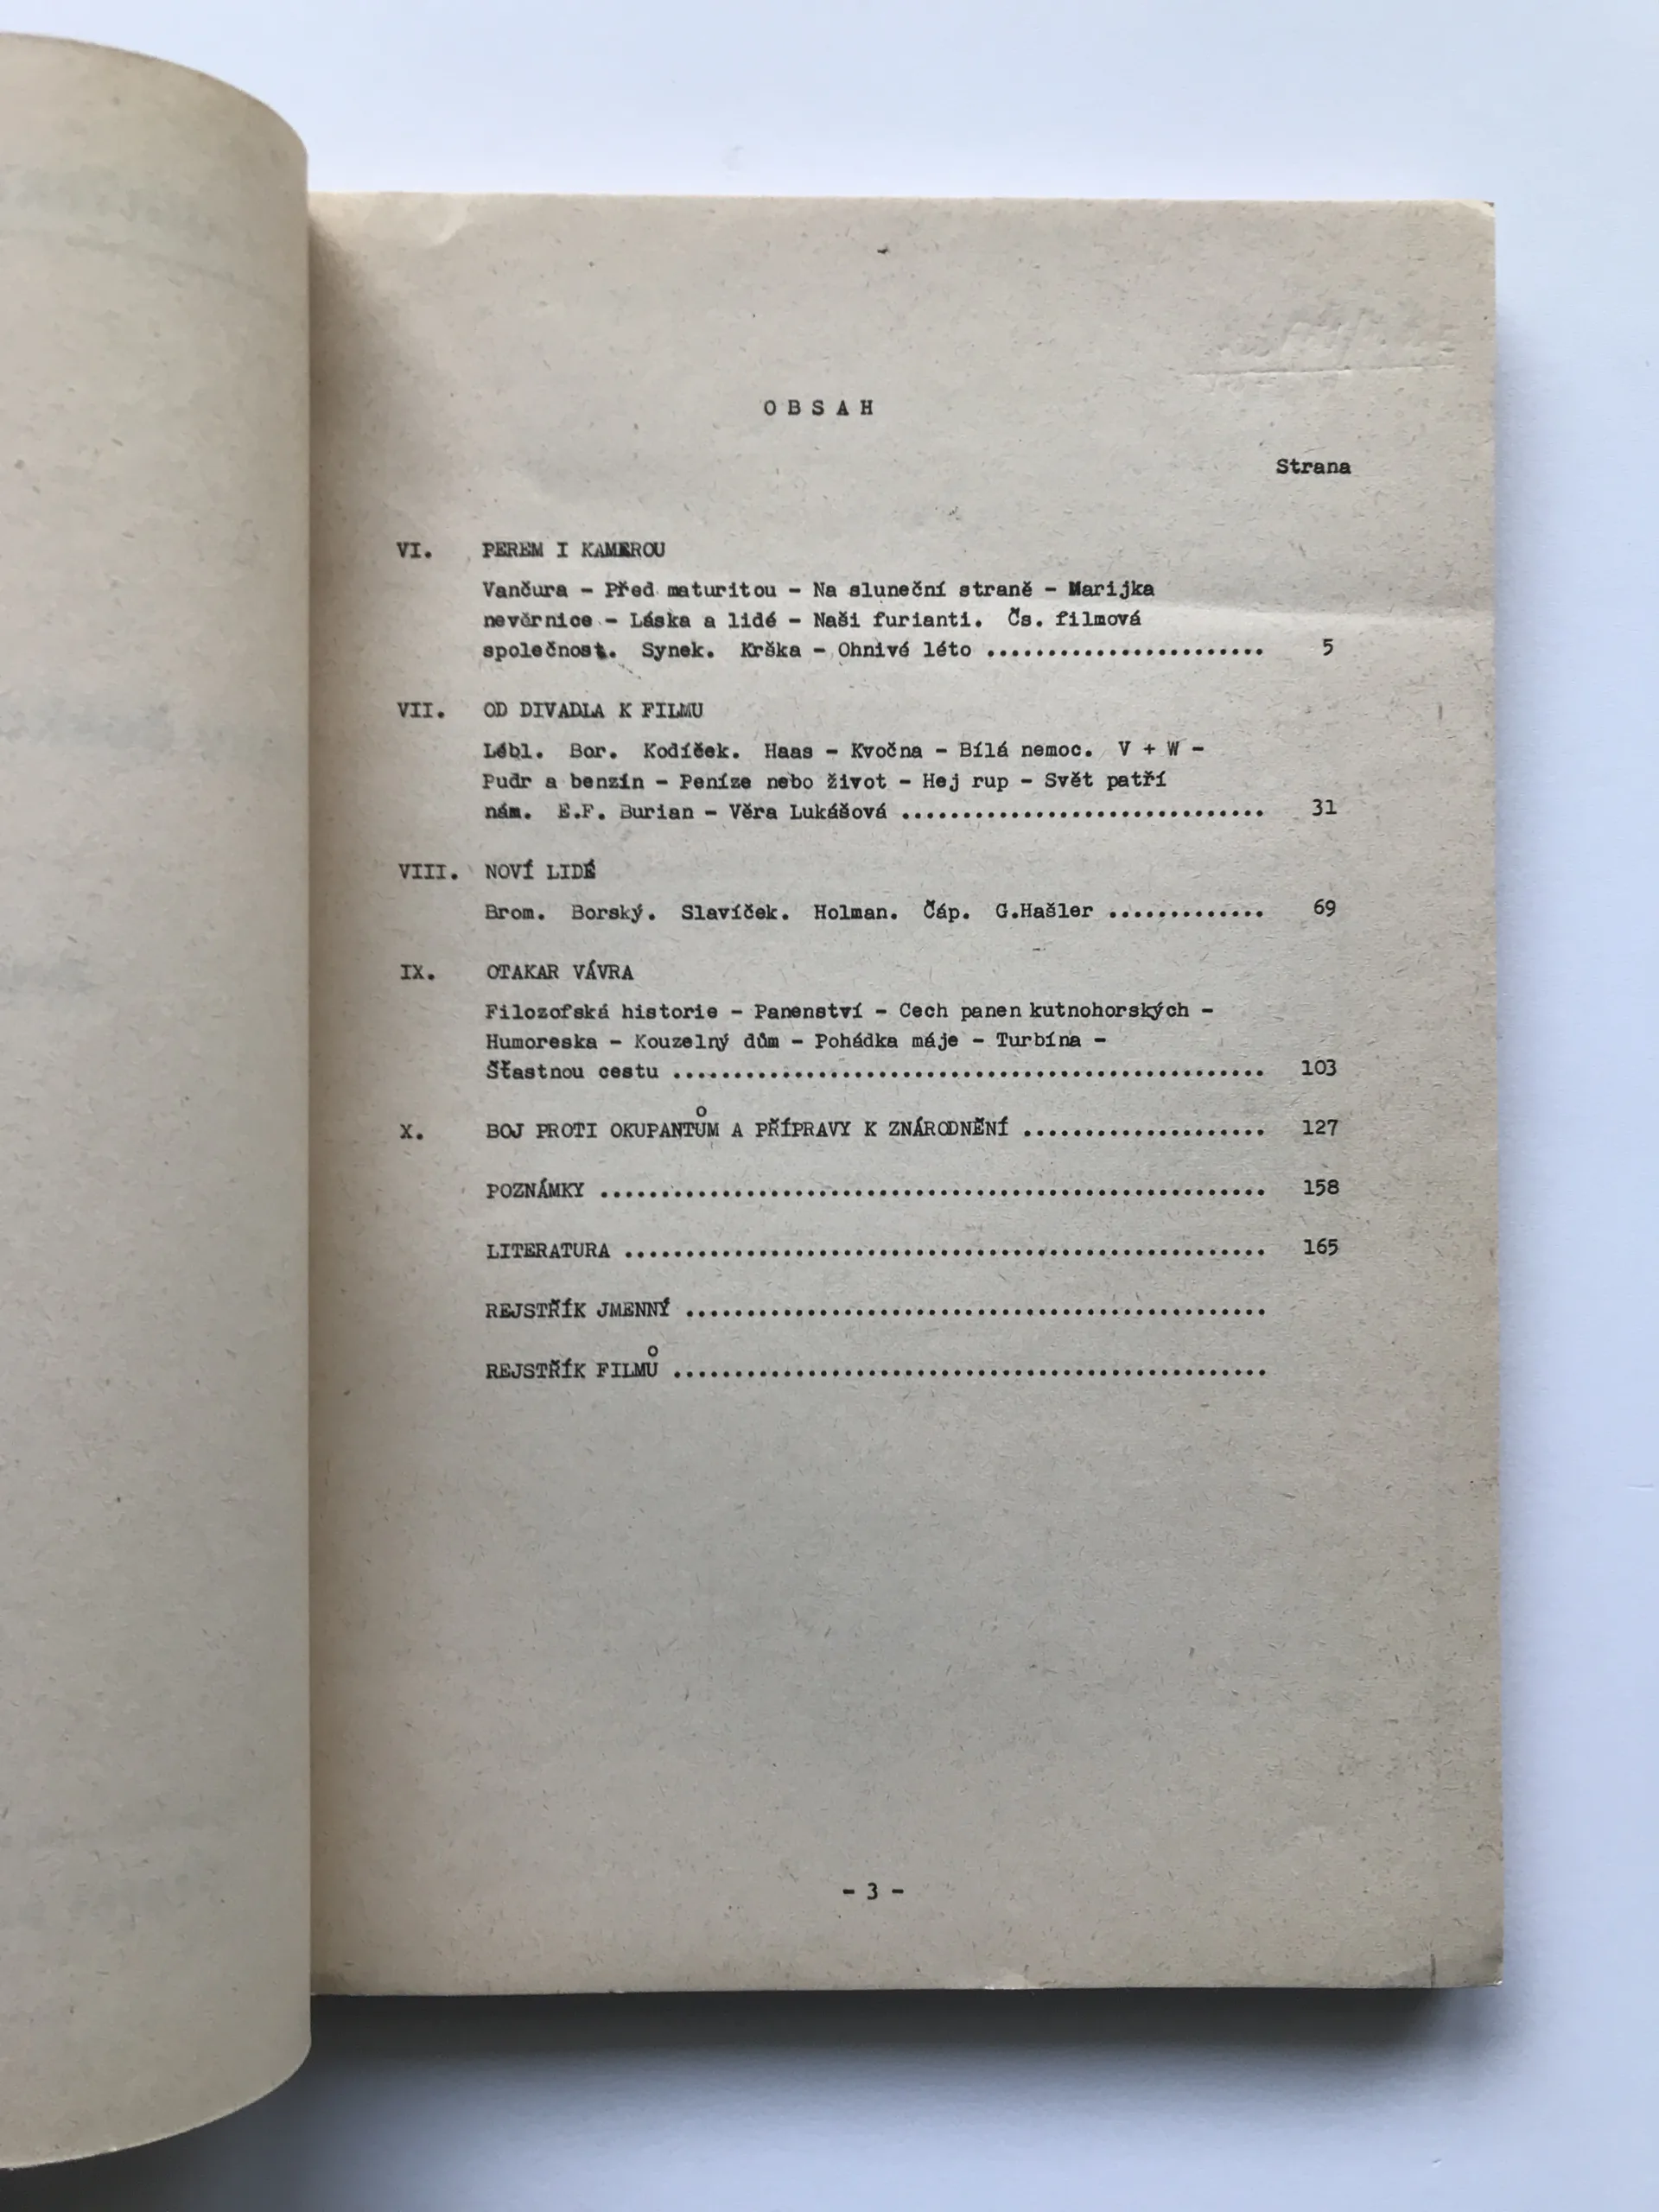 OBSAH
Strana
VI. PEREM I KAMEROU
Vančura - Před maturitou - Na sluneční straně - Marijka
nevěrnice - Láska a lidé - Naši furianti. Čs. filmová
společnost. Synek. Krška - Ohnivé léto ....................... 5
VII. OD DIVADLA K FILMU
Lébl. Bor. Kodíček. Haas - Kvočna - Bílá nemoc. V + W -
Pudr a benzin - Peníze nebo život - Hej rup - Svět patří
nám. E.F. Burian - Věra Lukášová .............................. 31
VIII. NOVÍ LIDÉ
Brom. Borský. Slavíček. Holman. Čáp. G.Hašler ............. 69
IX. OTAKAR VÁVRA
Filozofská historie - Panenství - Cech panen kutnohorských -
Humoreska - Kouzelný dům - Pohádka máje - Turbína -
Šťastnou cestu ................................................. 103
X. BOJ PROTI OKUPANTŮM A PŘÍPRAVY K ZNÁRODNĚNÍ .................... 127
POZNÁMKY ....................................................... 158
LITERATURA ..................................................... 165
REJSTŘÍK JMENNÝ ................................................
REJSTŘÍK FILMŮ .................................................
- 3 -